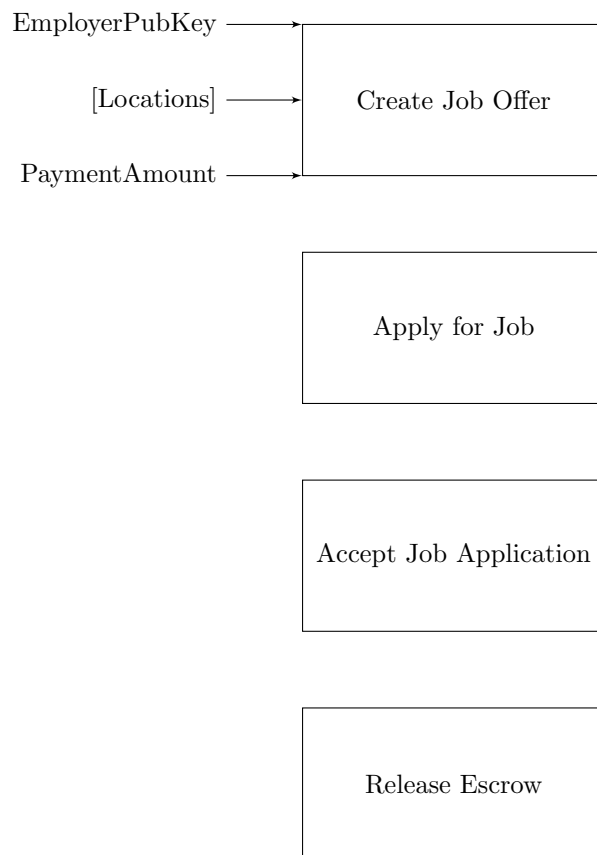 EmployerPubKey
[Locations]
PaymentAmount
Create Job Offer
Apply for Job
Accept Job Application
Release Escrow